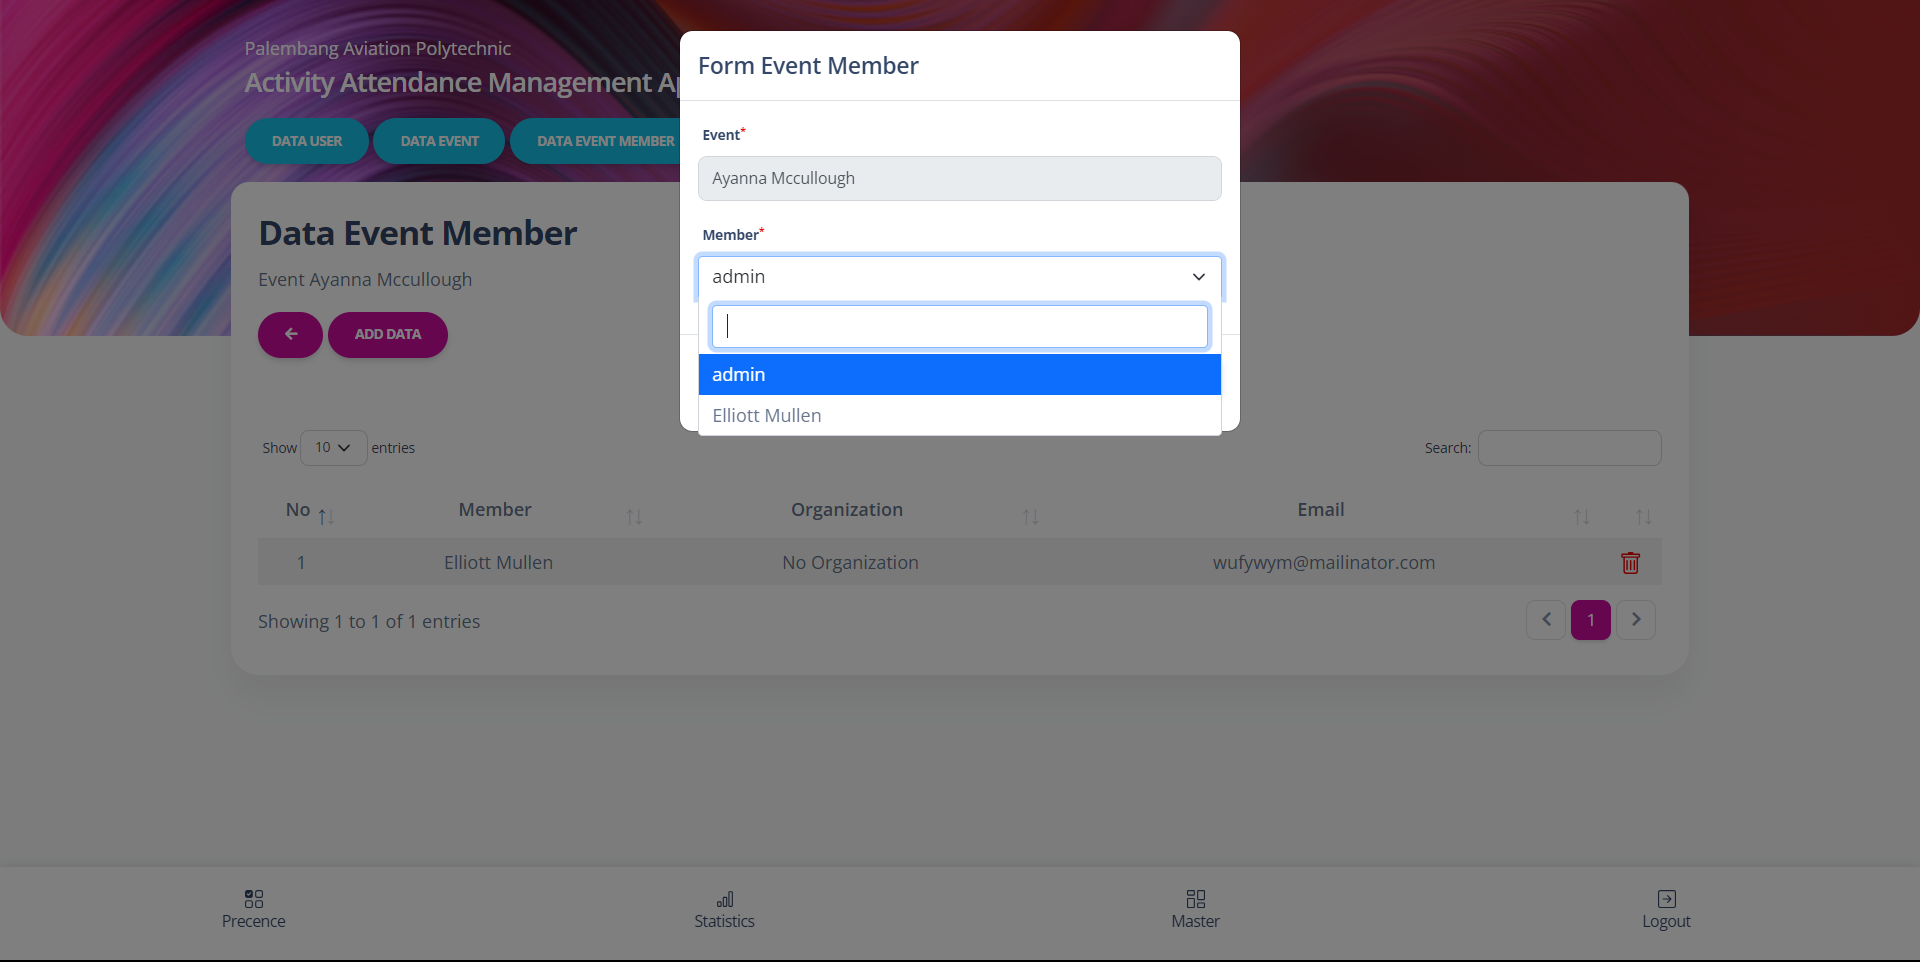 Palembang Aviation Polytechnic
Activity Attendance Management
DATA USER
DATA EVENT
DATA EVENT MEMBER
Data Event Member
Event Ayanna Mccullough
ADD DATA
Form Event Member
Event*
Ayanna Mccullough
Member*
admin
admin
Elliott Mullen
Show 10 entries
Search:
No Member Organization Email
1 Elliott Mullen No Organization wufywym@mailinator.com
Showing 1 to 1 of 1 entries
1
Precence Statistics Master Logout